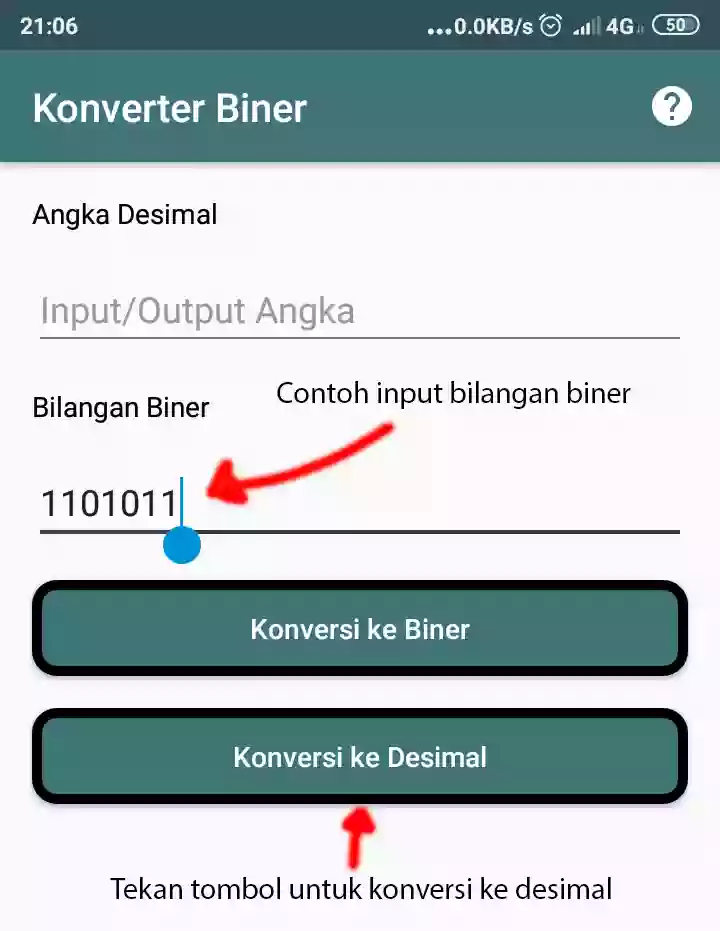 21:06
...0.0KB/s 4G 50
Konverter Biner
?
Angka Desimal
Input/Output Angka
Contoh input bilangan biner
Bilangan Biner
1101011
Konversi ke Biner
Konversi ke Desimal
Tekan tombol untuk konversi ke desimal